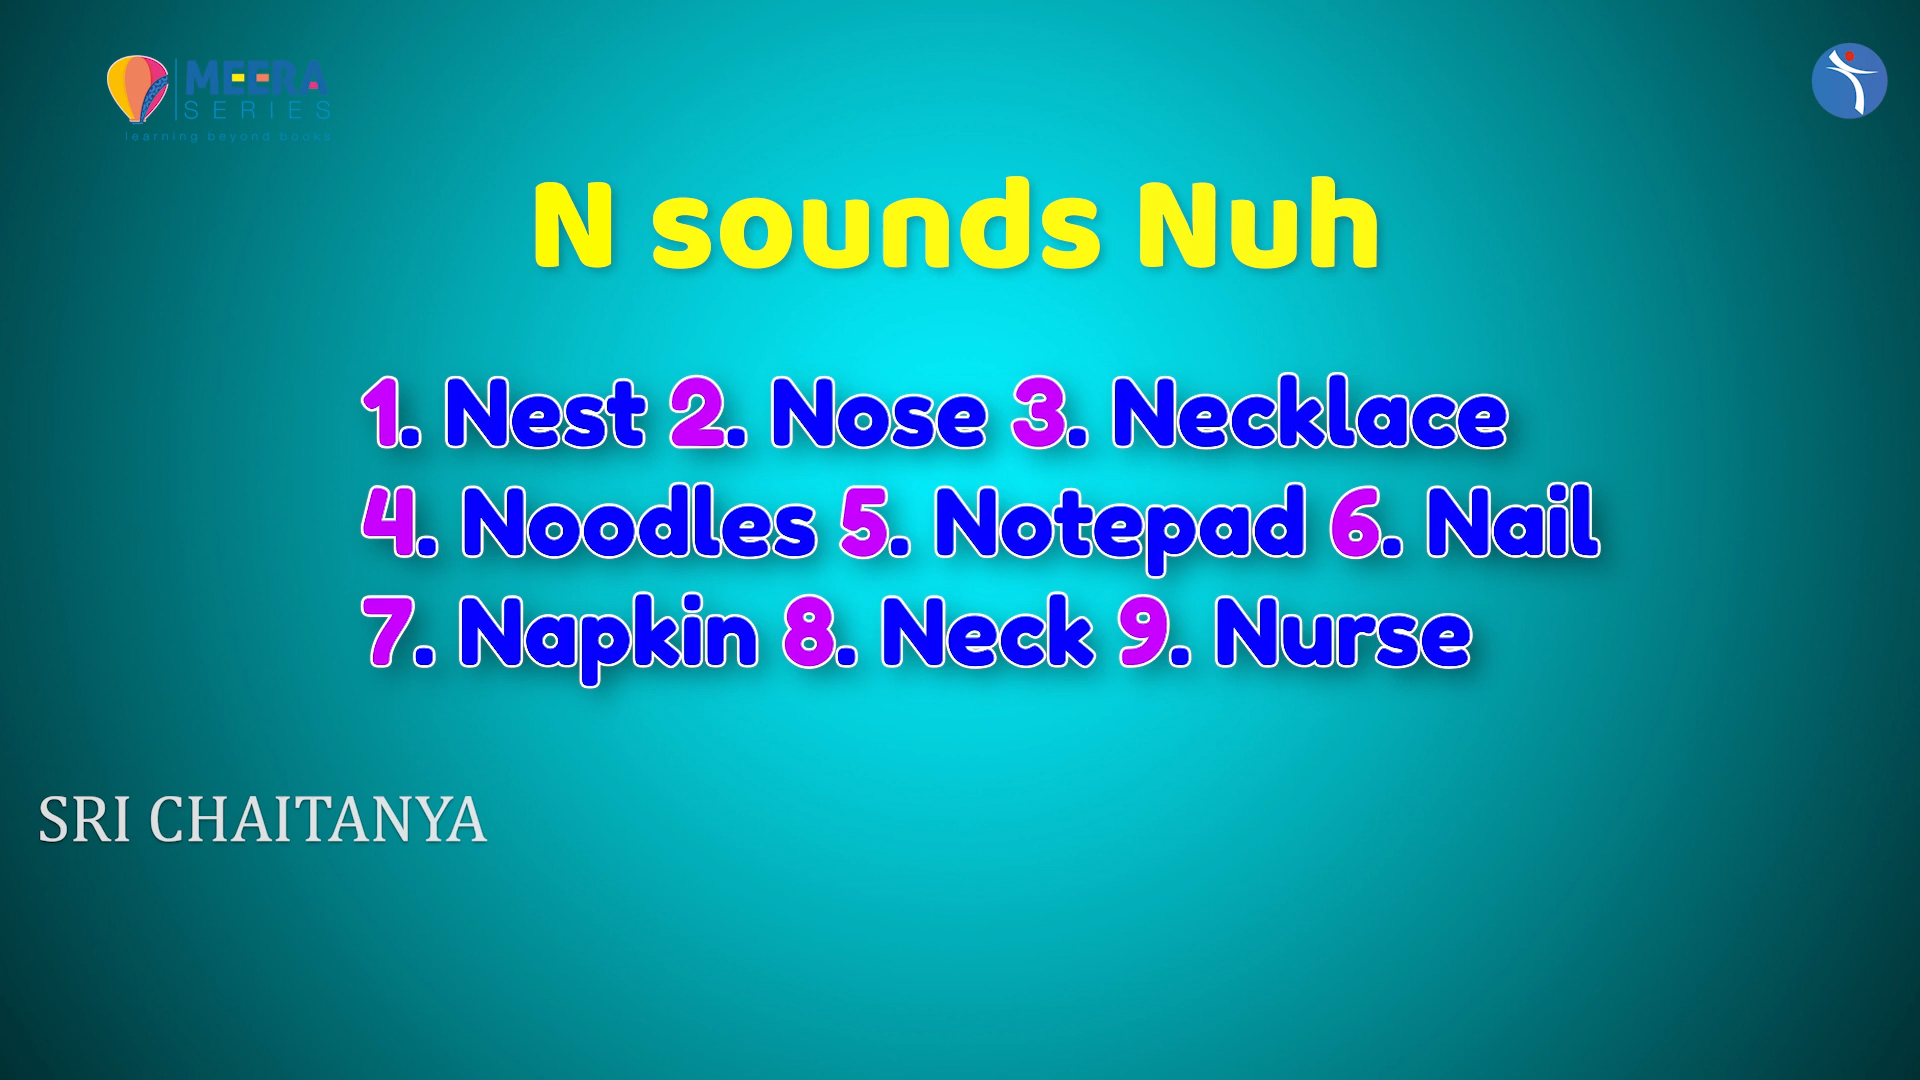 MEERA
SERIES
learning beyond books
N sounds Nuh
1. Nest 2. Nose 3. Necklace
4. Noodles 5. Notepad 6. Nail
7. Napkin 8. Neck 9. Nurse
SRI CHAITANYA